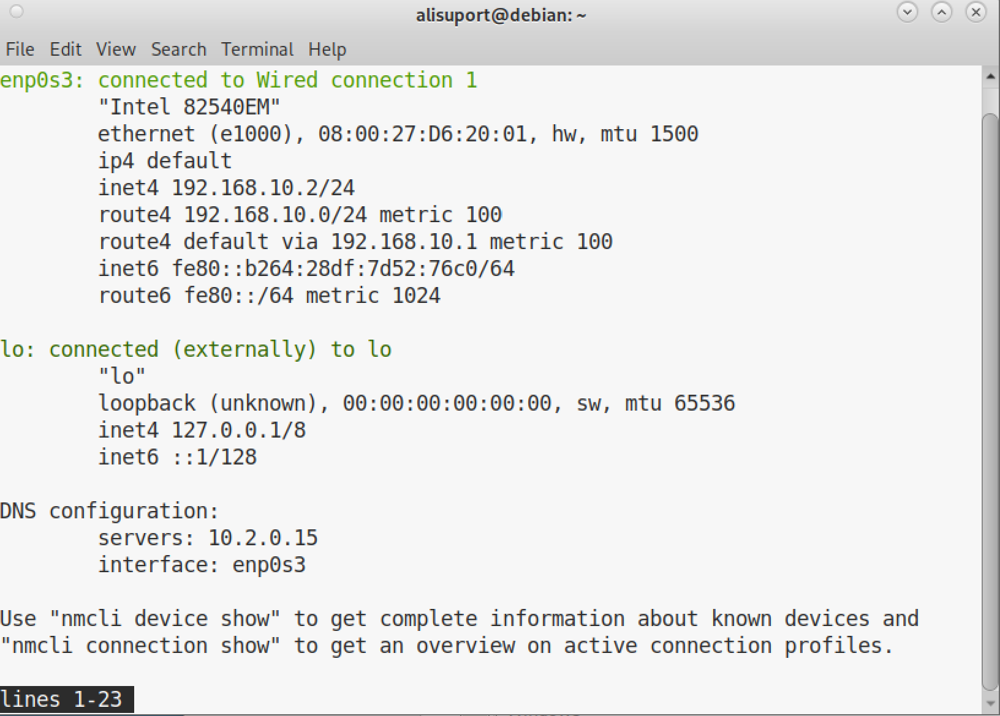 alisuport@debian: ~
File Edit View Search Terminal Help
enp0s3: connected to Wired connection 1
"Intel 82540EM"
ethernet (e1000), 08:00:27:D6:20:01, hw, mtu 1500
ip4 default
inet4 192.168.10.2/24
route4 192.168.10.0/24 metric 100
route4 default via 192.168.10.1 metric 100
inet6 fe80::b264:28df:7d52:76c0/64
route6 fe80::/64 metric 1024
lo: connected (externally) to lo
"lo"
loopback (unknown), 00:00:00:00:00:00, sw, mtu 65536
inet4 127.0.0.1/8
inet6 ::1/128
DNS configuration:
servers: 10.2.0.15
interface: enp0s3
Use "nmcli device show" to get complete information about known devices and
"nmcli connection show" to get an overview on active connection profiles.
lines 1-23